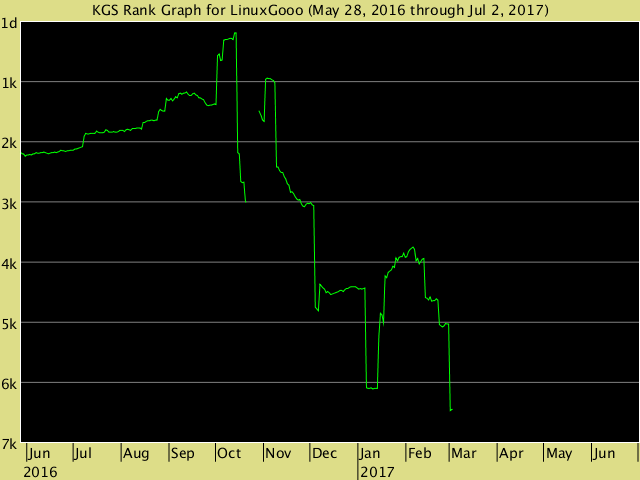 KGS Rank Graph for LinuxGooo (May 28, 2016 through Jul 2, 2017)
1d
1k
2k
3k
4k
5k
6k
7k
Jun Jul Aug Sep Oct Nov Dec Jan Feb Mar Apr May Jun
2016 2017